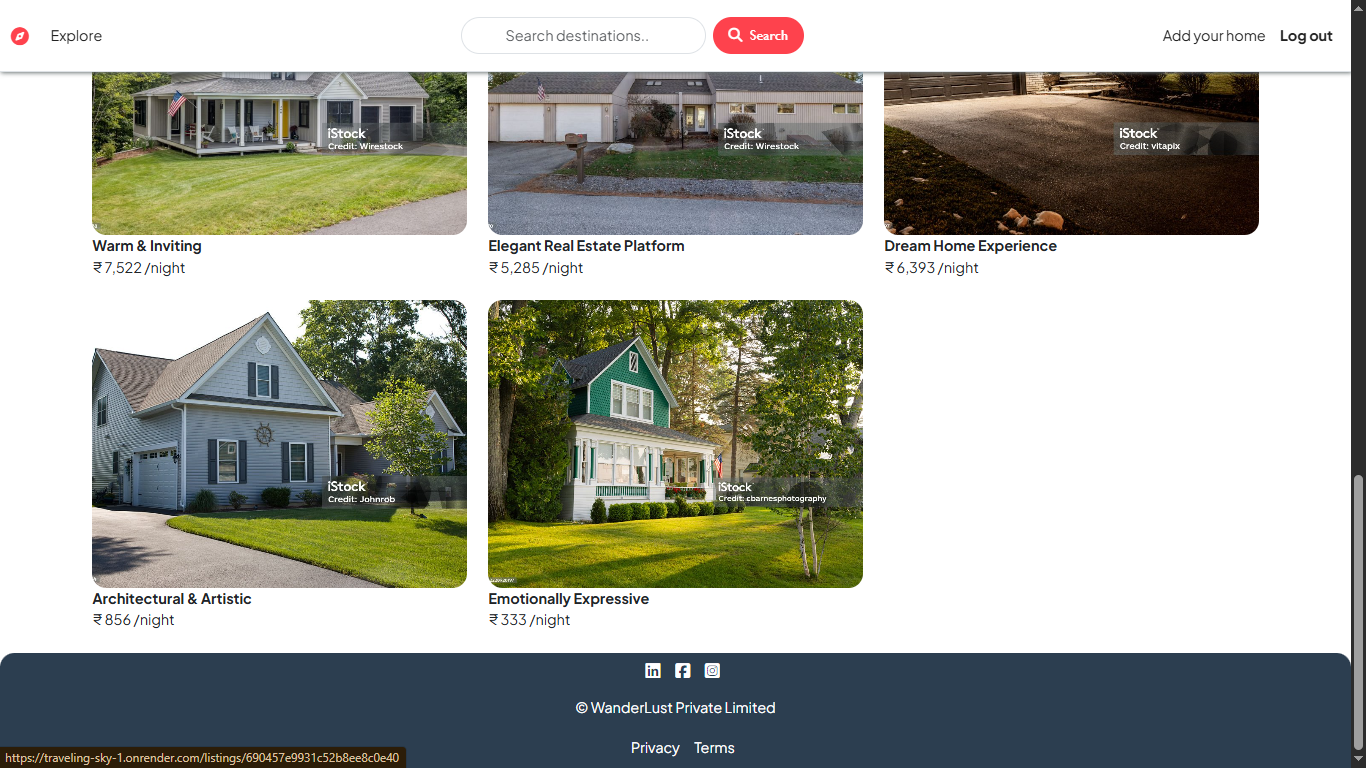 Explore
Search destinations..
Search
Add your home
Log out
iStock
Credit: Wirestock
iStock
Credit: Wirestock
iStock
Credit: vitapix
Warm & Inviting
₹ 7,522 /night
Elegant Real Estate Platform
₹ 5,285 /night
Dream Home Experience
₹ 6,393 /night
iStock
Credit: Johnrob
iStock
Credit: cbarnesphotography
Architectural & Artistic
₹ 856 /night
Emotionally Expressive
₹ 333 /night
© WanderLust Private Limited
Privacy
Terms
https://traveling-sky-1.onrender.com/listings/690457e9931c52b8ee8c0e40